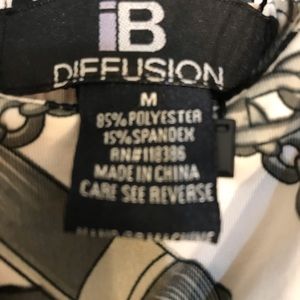 iB
DIFFUSION
M
85% POLYESTER
15% SPANDEX
RN#118386
MADE IN CHINA
CARE SEE REVERSE